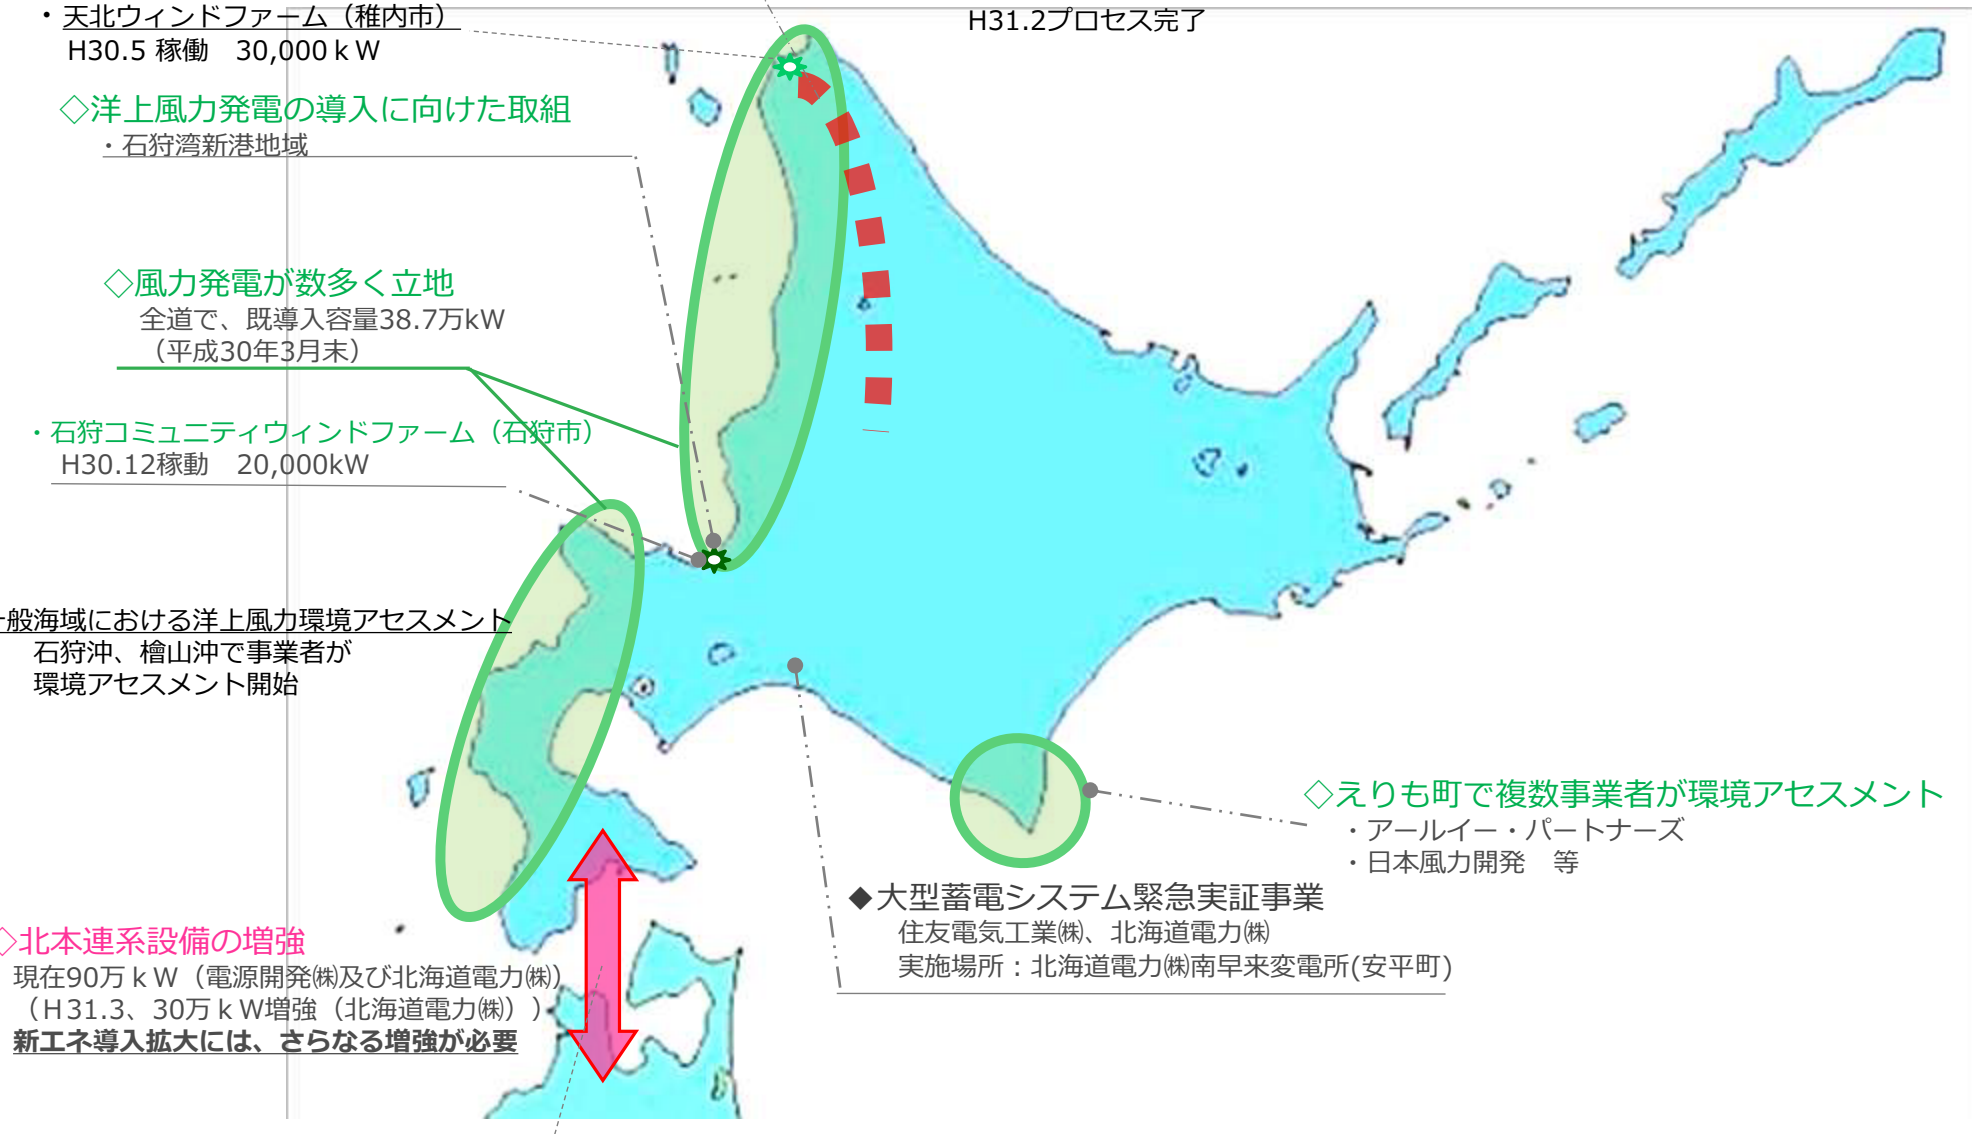 ・天北ウィンドファーム（稚内市）
H30.5 稼働　30,000ｋW
H31.2プロセス完了
◇洋上風力発電の導入に向けた取組
・石狩湾新港地域
◇風力発電が数多く立地
全道で、既導入容量38.7万kW
（平成30年3月末）
・石狩コミュニティウィンドファーム（石狩市）
H30.12稼働　20,000kW
一般海域における洋上風力環境アセスメント
石狩沖、檜山沖で事業者が
環境アセスメント開始
◇えりも町で複数事業者が環境アセスメント
・アールイー・パートナーズ
・日本風力開発　等
◆大型蓄電システム緊急実証事業
住友電気工業㈱、北海道電力㈱
実施場所：北海道電力㈱南早来変電所(安平町)
◇北本連系設備の増強
現在90万ｋW（電源開発㈱及び北海道電力㈱）
（H31.3、30万ｋW増強（北海道電力㈱））
新エネ導入拡大には、さらなる増強が必要